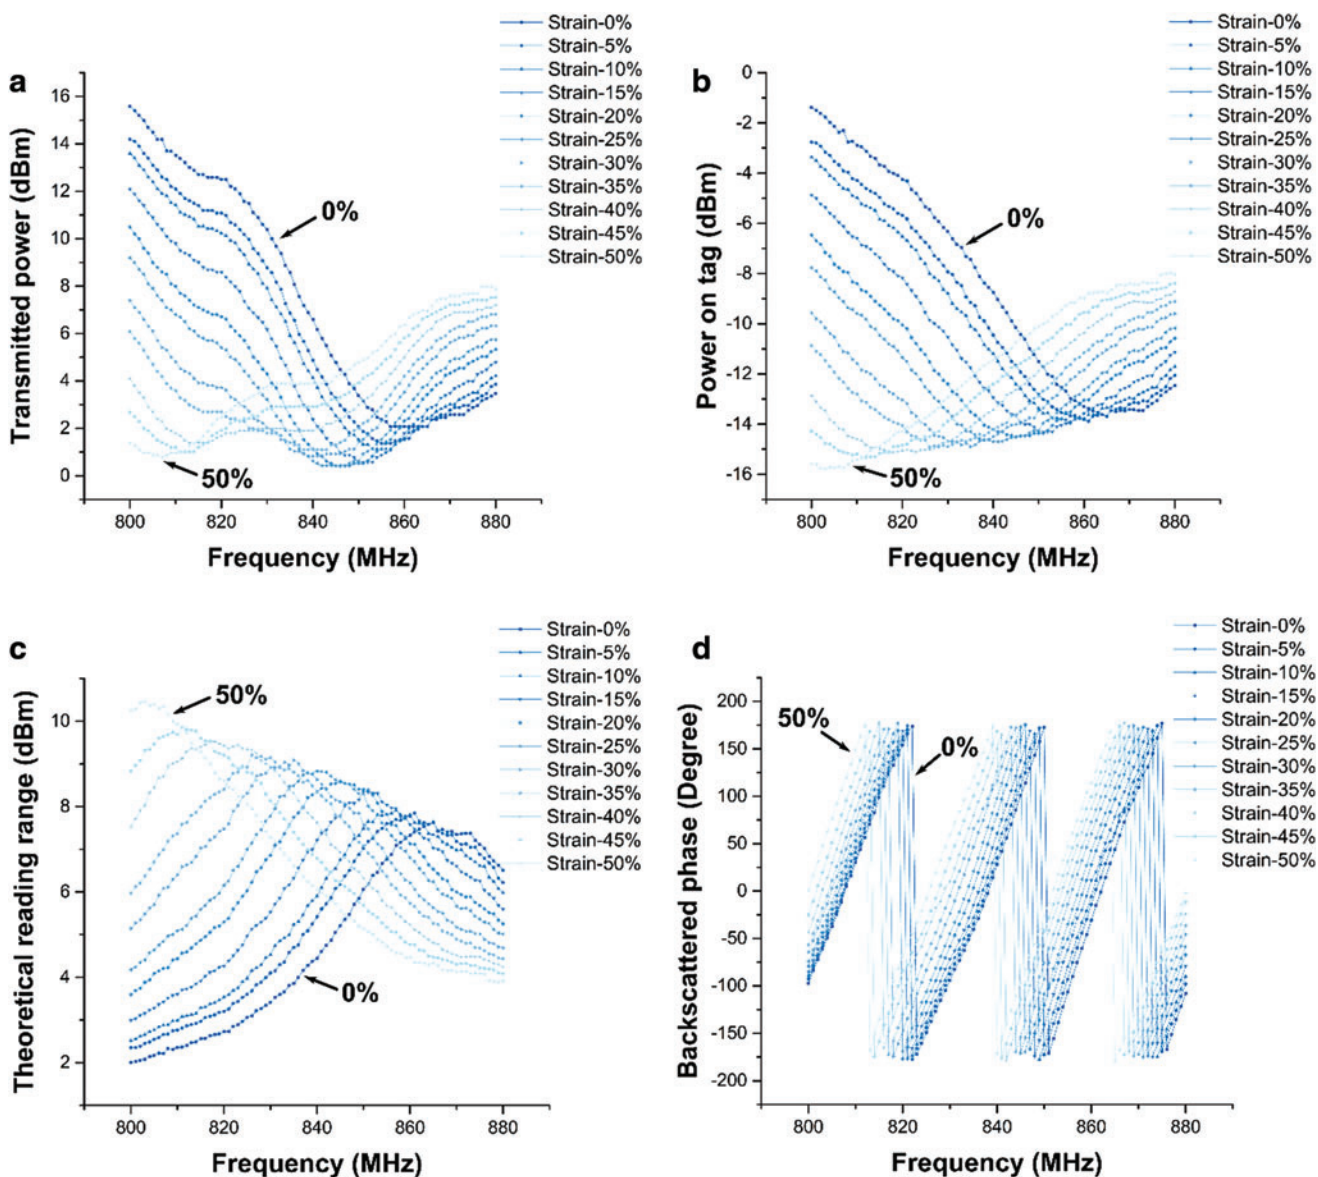 a
Strain-0%
Strain-5%
Strain-10%
Strain-15%
Strain-20%
Strain-25%
Strain-30%
Strain-35%
Strain-40%
Strain-45%
Strain-50%
Transmitted power (dBm)
16
14
12
10
8
6
4
2
0
0%
50%
800
820
840
860
880
Frequency (MHz)
b
Strain-0%
Strain-5%
Strain-10%
Strain-15%
Strain-20%
Strain-25%
Strain-30%
Strain-35%
Strain-40%
Strain-45%
Strain-50%
Power on tag (dBm)
0
-2
-4
-6
-8
-10
-12
-14
-16
0%
50%
800
820
840
860
880
Frequency (MHz)
c
Strain-0%
Strain-5%
Strain-10%
Strain-15%
Strain-20%
Strain-25%
Strain-30%
Strain-35%
Strain-40%
Strain-45%
Strain-50%
Theoretical reading range (dBm)
10
8
6
4
2
50%
0%
800
820
840
860
880
Frequency (MHz)
d
Strain-0%
Strain-5%
Strain-10%
Strain-15%
Strain-20%
Strain-25%
Strain-30%
Strain-35%
Strain-40%
Strain-45%
Strain-50%
Backscattered phase (Degree)
200
150
100
50
0
-50
-100
-150
-200
50%
0%
800
820
840
860
880
Frequency (MHz)